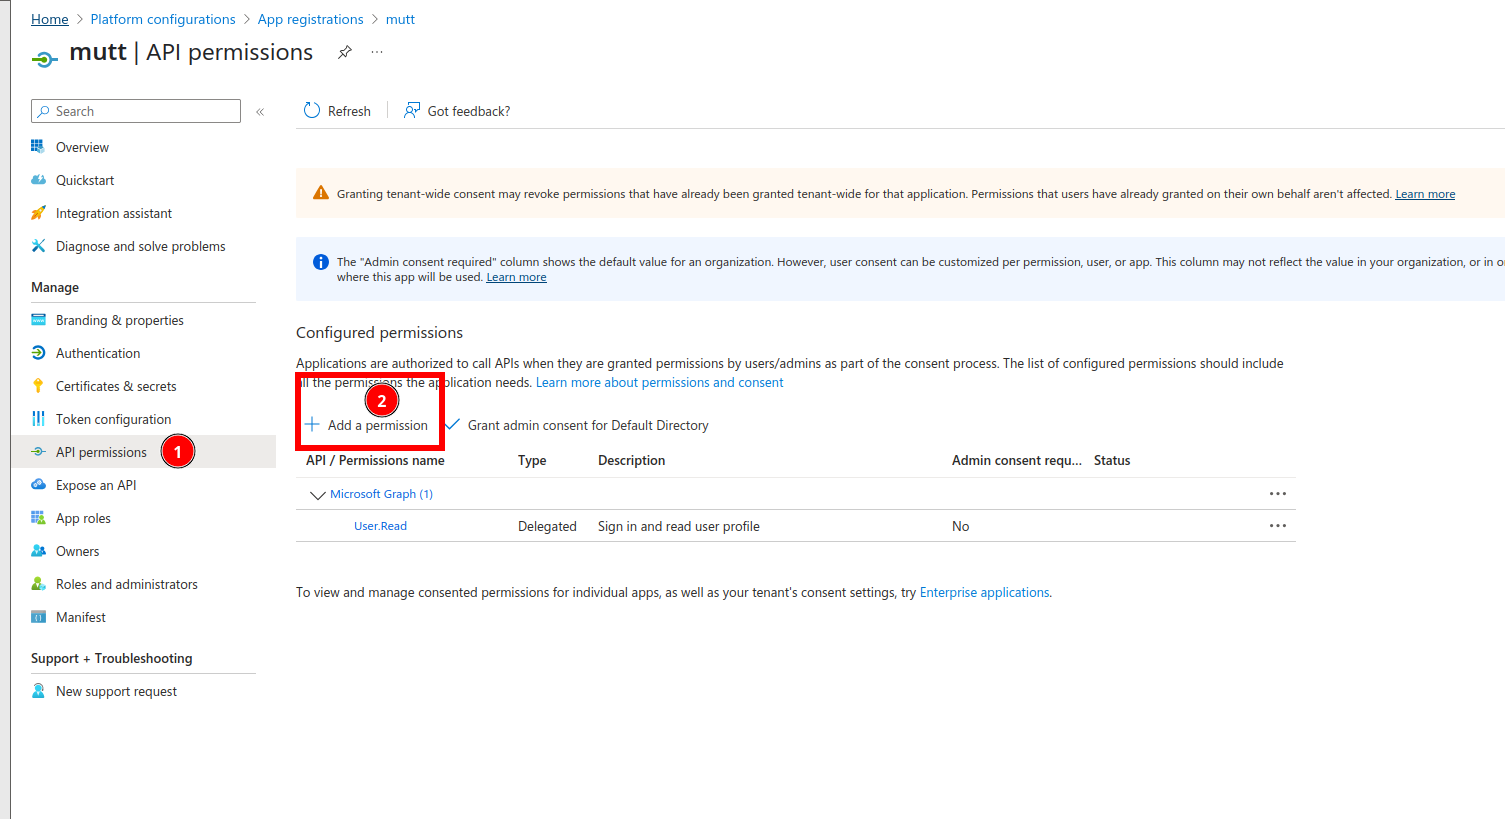 Home > Platform configurations > App registrations > mutt
mutt | API permissions
Search
«
Refresh
Got feedback?
Overview
Quickstart
Integration assistant
Diagnose and solve problems
Manage
Branding & properties
Authentication
Certificates & secrets
Token configuration
API permissions
1
Expose an API
App roles
Owners
Roles and administrators
Manifest
Support + Troubleshooting
New support request
Granting tenant-wide consent may revoke permissions that have already been granted tenant-wide for that application. Permissions that users have already granted on their own behalf aren't affected. Learn more
The "Admin consent required" column shows the default value for an organization. However, user consent can be customized per permission, user, or app. This column may not reflect the value in your organization, or in o
where this app will be used. Learn more
Configured permissions
Applications are authorized to call APIs when they are granted permissions by users/admins as part of the consent process. The list of configured permissions should include
all the permissions the application needs. Learn more about permissions and consent
2
Add a permission
Grant admin consent for Default Directory
API / Permissions name Type Description Admin consent requ... Status
Microsoft Graph (1)
User.Read Delegated Sign in and read user profile No
To view and manage consented permissions for individual apps, as well as your tenant's consent settings, try Enterprise applications.